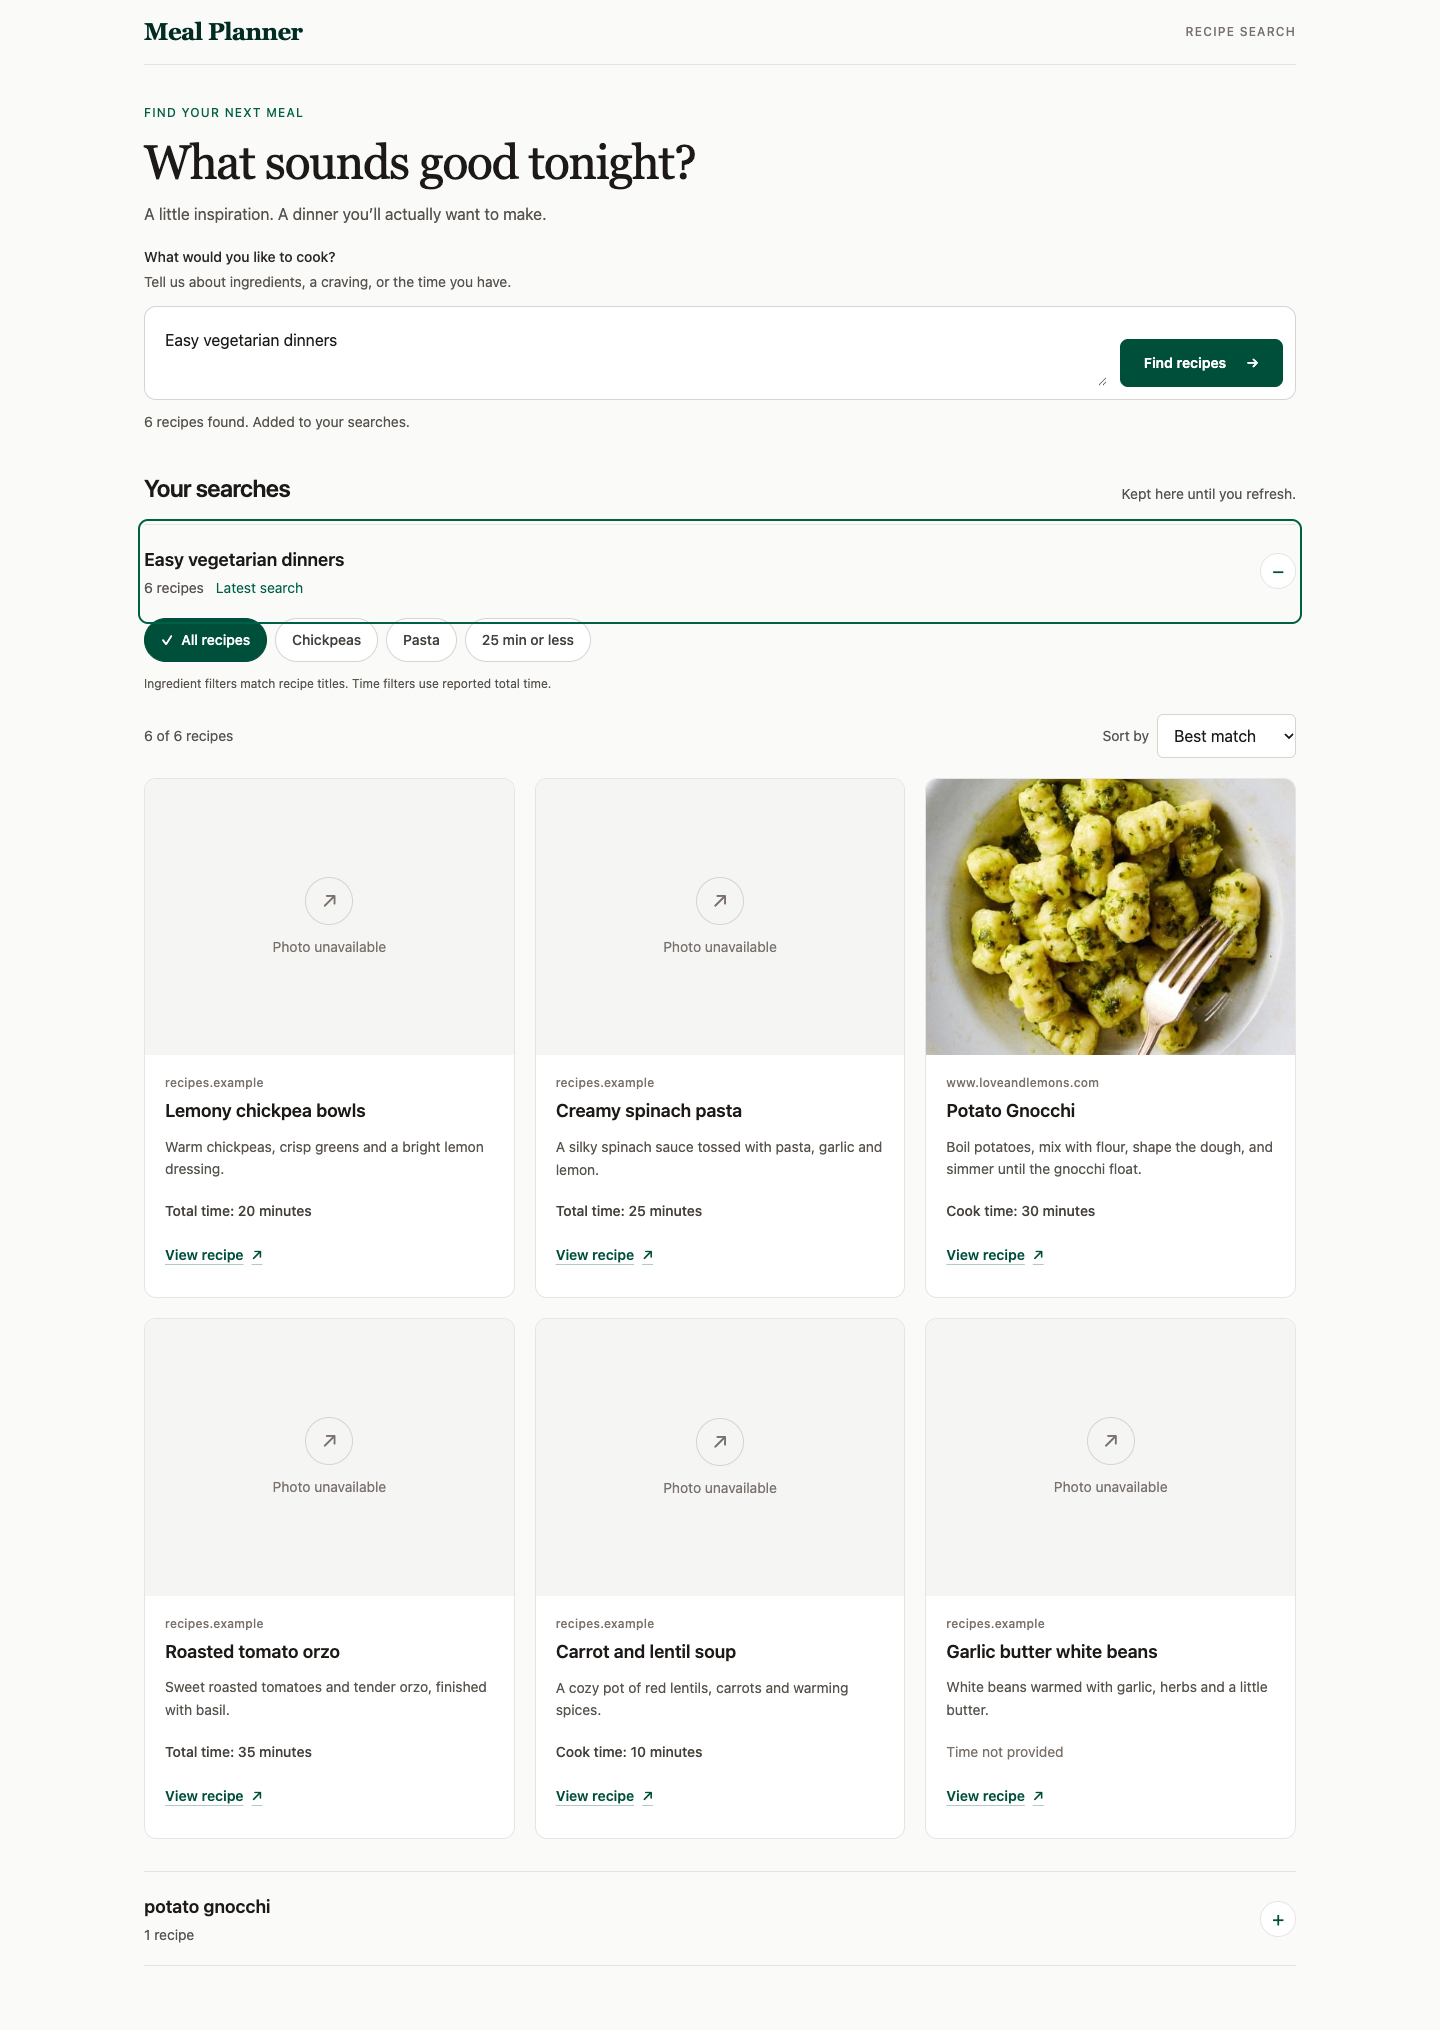 Meal Planner
RECIPE SEARCH
FIND YOUR NEXT MEAL
What sounds good tonight?
A little inspiration. A dinner you’ll actually want to make.
What would you like to cook?
Tell us about ingredients, a craving, or the time you have.
Easy vegetarian dinners
Find recipes →
6 recipes found. Added to your searches.
Your searches
Kept here until you refresh.
Easy vegetarian dinners
6 recipes Latest search
−
✓ All recipes
Chickpeas
Pasta
25 min or less
Ingredient filters match recipe titles. Time filters use reported total time.
6 of 6 recipes
Sort by
Best match
↗
Photo unavailable
recipes.example
Lemony chickpea bowls
Warm chickpeas, crisp greens and a bright lemon
dressing.
Total time: 20 minutes
View recipe ↗
↗
Photo unavailable
recipes.example
Creamy spinach pasta
A silky spinach sauce tossed with pasta, garlic and
lemon.
Total time: 25 minutes
View recipe ↗
www.loveandlemons.com
Potato Gnocchi
Boil potatoes, mix with flour, shape the dough, and
simmer until the gnocchi float.
Cook time: 30 minutes
View recipe ↗
↗
Photo unavailable
recipes.example
Roasted tomato orzo
Sweet roasted tomatoes and tender orzo, finished
with basil.
Total time: 35 minutes
View recipe ↗
↗
Photo unavailable
recipes.example
Carrot and lentil soup
A cozy pot of red lentils, carrots and warming
spices.
Cook time: 10 minutes
View recipe ↗
↗
Photo unavailable
recipes.example
Garlic butter white beans
White beans warmed with garlic, herbs and a little
butter.
Time not provided
View recipe ↗
potato gnocchi
1 recipe
+